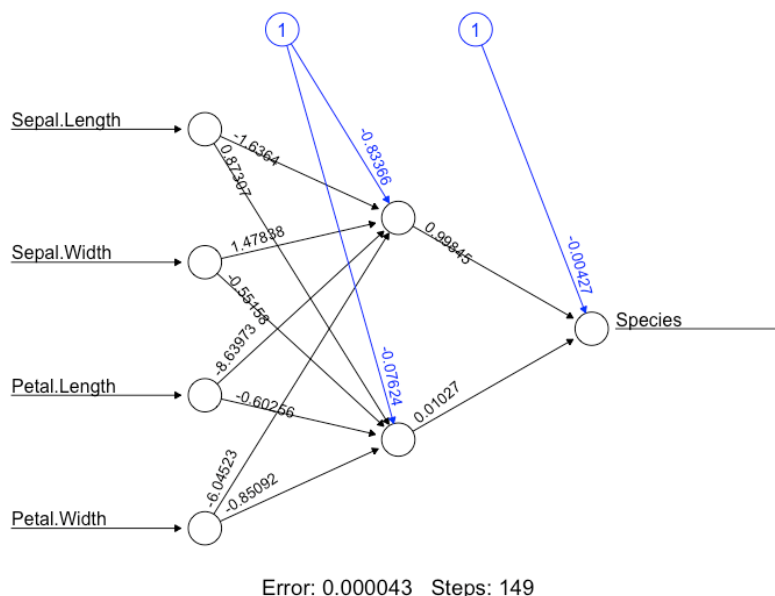 1
1
Sepal.Length
-1.6364
0.87307
-0.83366
Sepal.Width
1.47838
-0.55158
0.99845
-0.00427
Species
Petal.Length
-8.63973
-0.60256
-0.07624
0.01027
Petal.Width
-6.04523
-0.85092
Error: 0.000043 Steps: 149